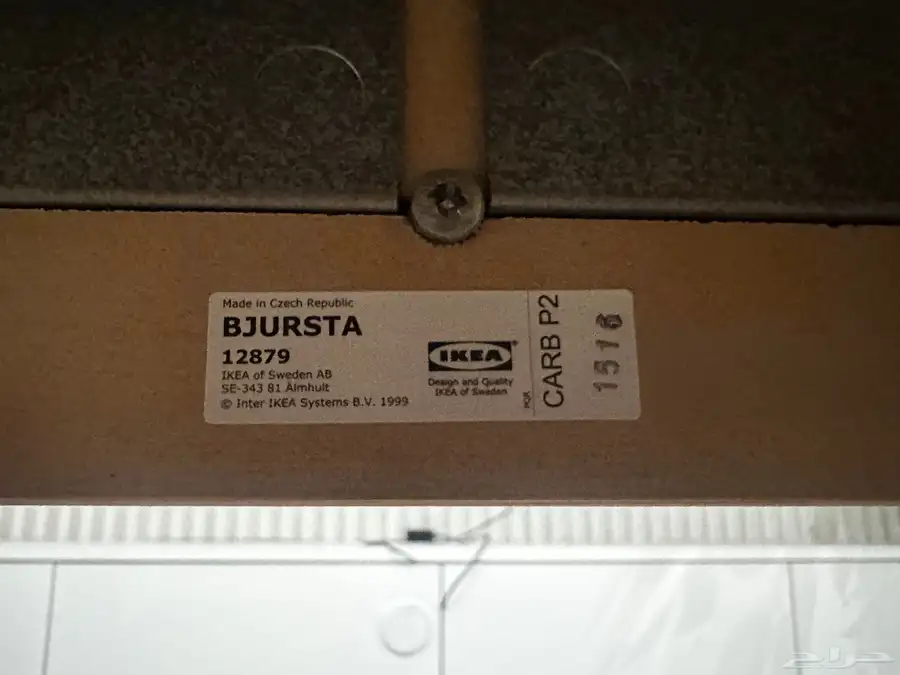 Made in Czech Republic
BJURSTA
12879
IKEA of Sweden AB
SE-343 81 Älmhult
© Inter IKEA Systems B.V. 1999
IKEA
Design and Quality
IKEA of Sweden
CARB P2
1516
حراج